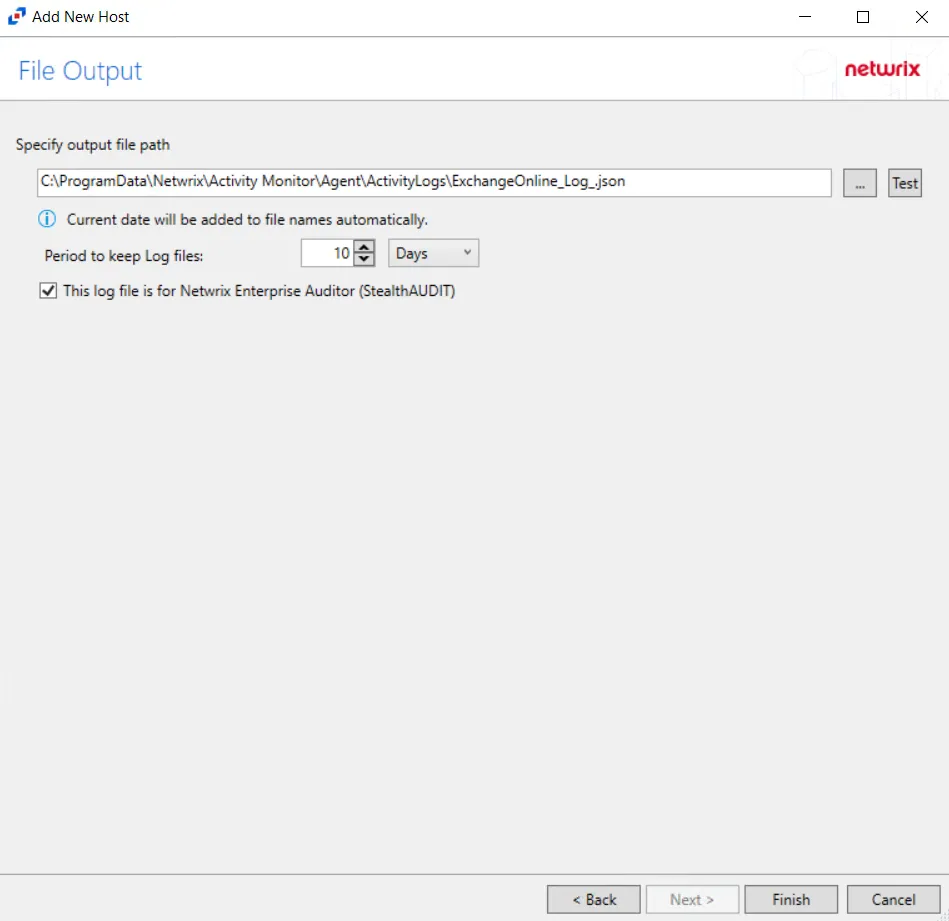 Add New Host
File Output
netwrix
Specify output file path
C:\ProgramData\Netwrix\Activity Monitor\Agent\ActivityLogs\ExchangeOnline_Log_.json
...
Test
Current date will be added to file names automatically.
Period to keep Log files:
10
Days
This log file is for Netwrix Enterprise Auditor (StealthAUDIT)
< Back
Next >
Finish
Cancel